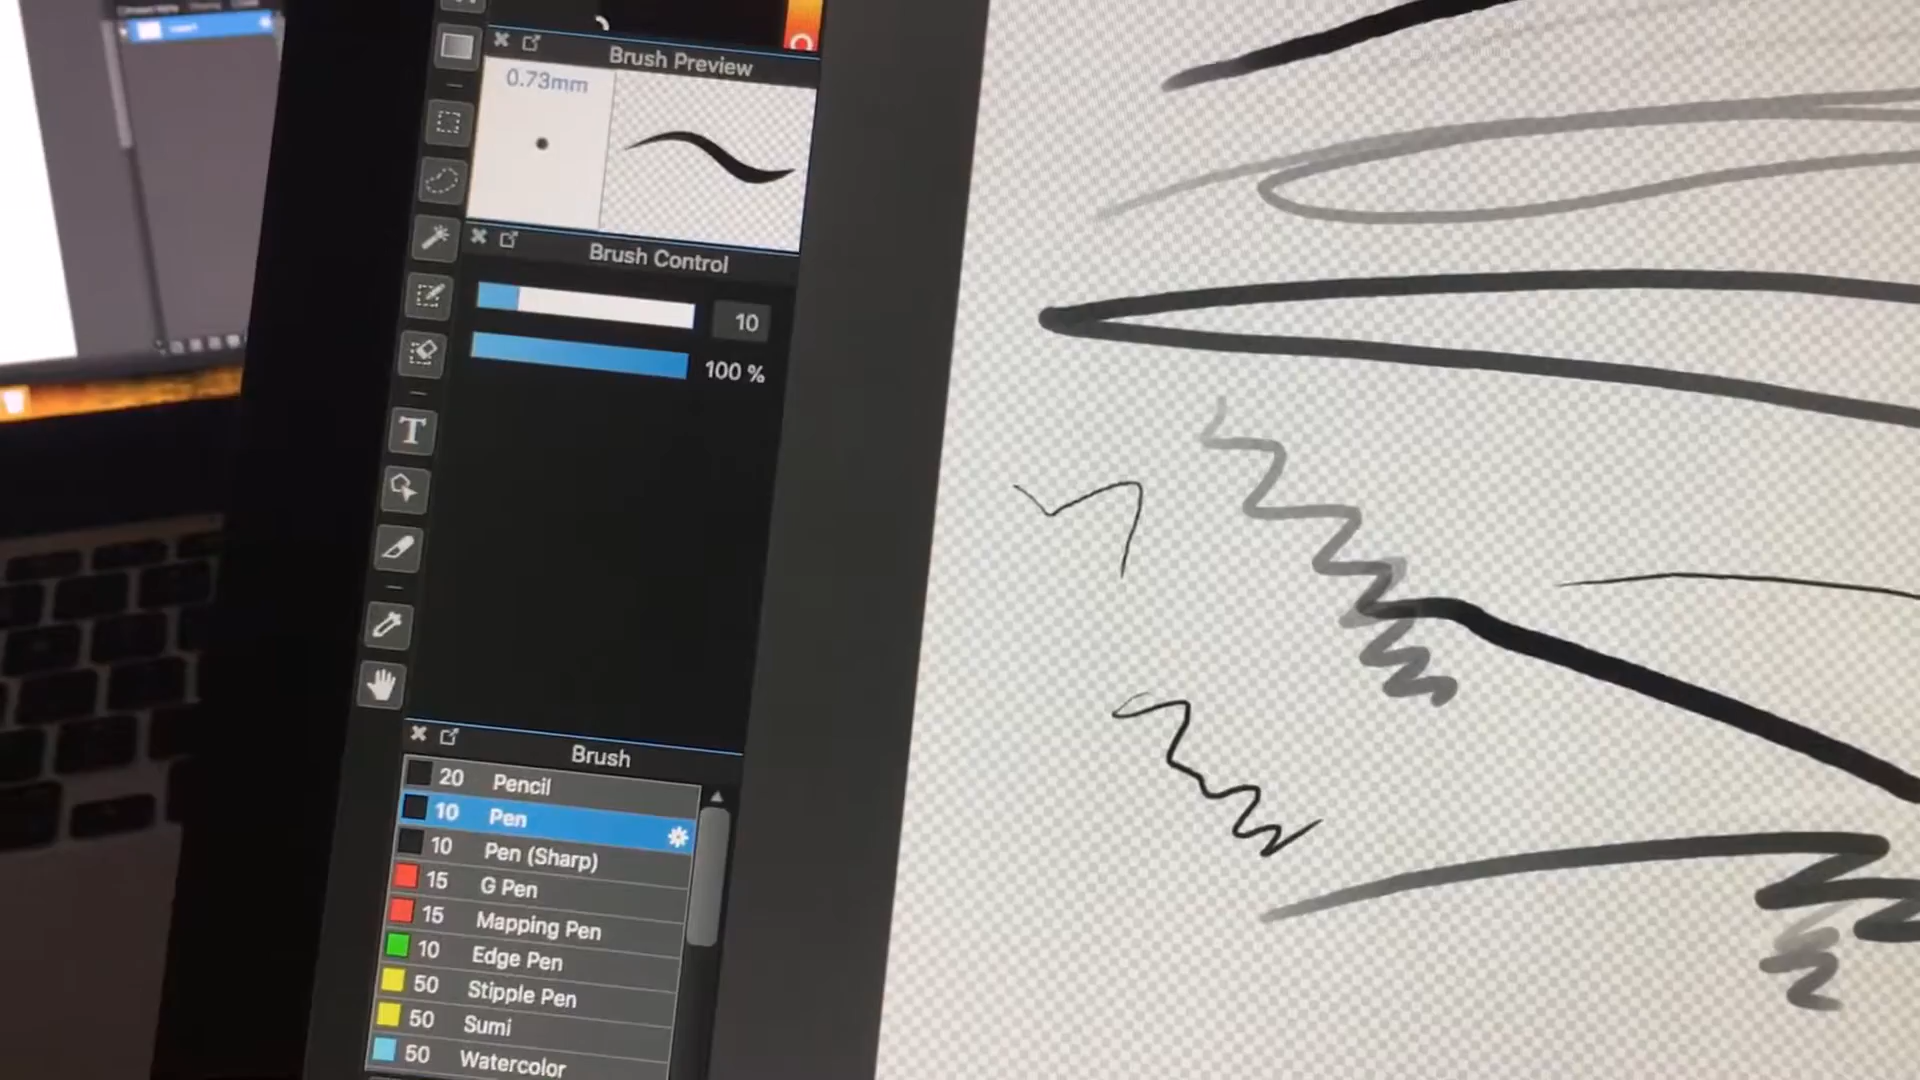 Brush Preview
0.73mm
Brush Control
10
100 %
T
Brush
20 Pencil
10 Pen
10 Pen (Sharp)
15 G Pen
15 Mapping Pen
10 Edge Pen
50 Stipple Pen
50 Sumi
50 Watercolor